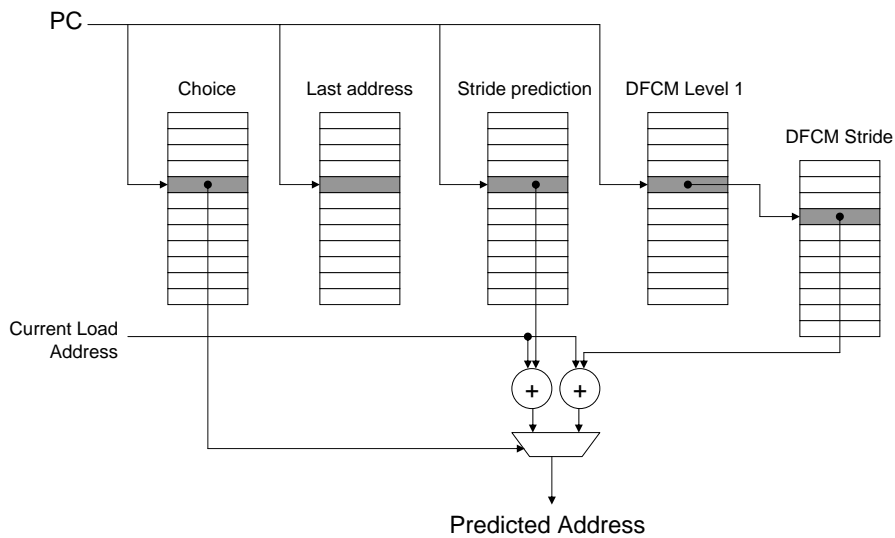 PC
Choice
Last address
Stride prediction
DFCM Level 1
DFCM Stride
Current Load
Address
+
+
Predicted Address